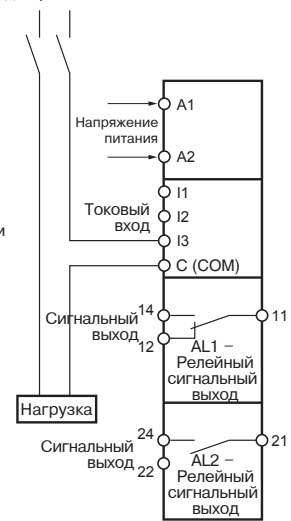 A1
Напряжение
питания
A2
I1
Токовый
вход
I2
I3
и
C (COM)
Сигнальный
выход
14
12
11
AL1 –
Релейный
сигнальный
выход
Нагрузка
Сигнальный
выход
24
22
21
AL2 –
Релейный
сигнальный
выход